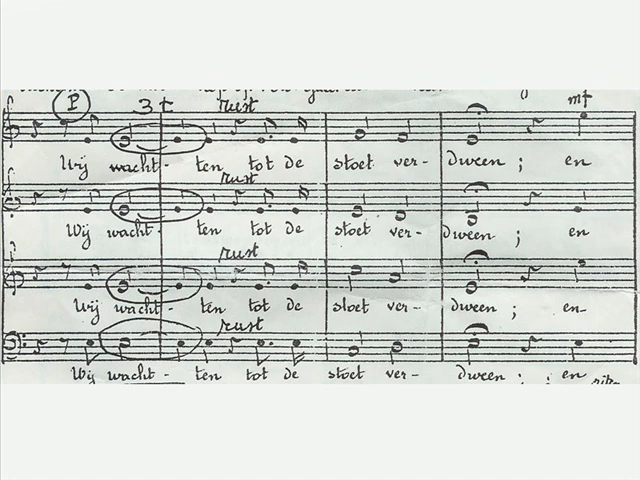 P 3t rust mf
Wij wacht- ten tot de stoet ver- dween ; en
rust
Wij wacht- ten tot de stoet ver- dween ; en
rust
Wij wacht- ten tot de stoet ver- dween ; en-
rust
Wij wacht- ten tot de stoet ver- dween ; en